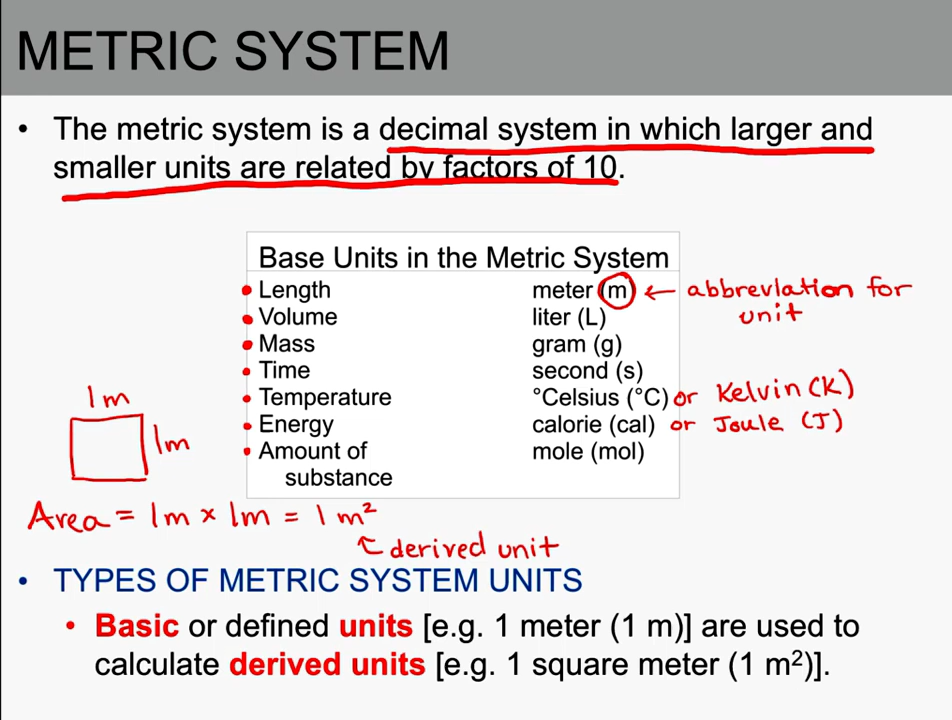 METRIC SYSTEM
• The metric system is a decimal system in which larger and
smaller units are related by factors of 10.
Base Units in the Metric System
• Length meter (m) ← abbreviation for
unit
• Volume liter (L)
• Mass gram (g)
• Time second (s)
• Temperature °Celsius (°C) or Kelvin (K)
• Energy calorie (cal) or Joule (J)
• Amount of mole (mol)
substance
1m
1m
Area = 1m x 1m = 1 m²
derived unit
• TYPES OF METRIC SYSTEM UNITS
• Basic or defined units [e.g. 1 meter (1 m)] are used to
calculate derived units [e.g. 1 square meter (1 m²)].